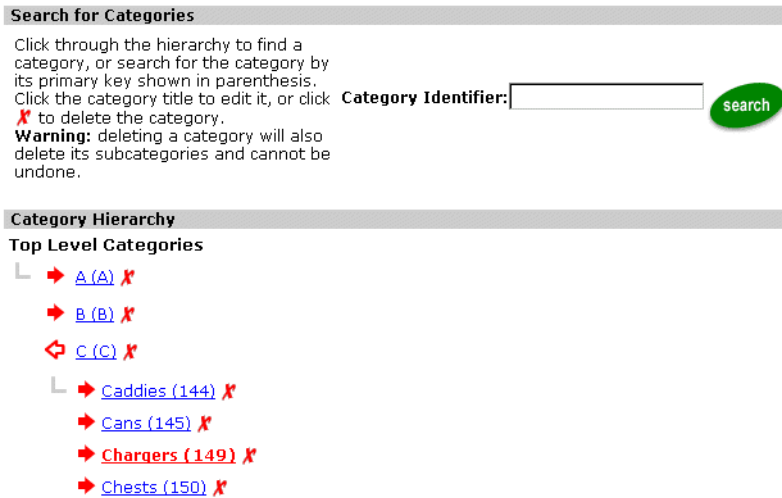 Search for Categories
Click through the hierarchy to find a
category, or search for the category by
its primary key shown in parenthesis.
Click the category title to edit it, or click
X to delete the category.
Warning: deleting a category will also
delete its subcategories and cannot be
undone.
Category Identifier:
search
Category Hierarchy
Top Level Categories
A (A) X
B (B) X
C (C) X
Caddies (144) X
Cans (145) X
Chargers (149) X
Chests (150) X